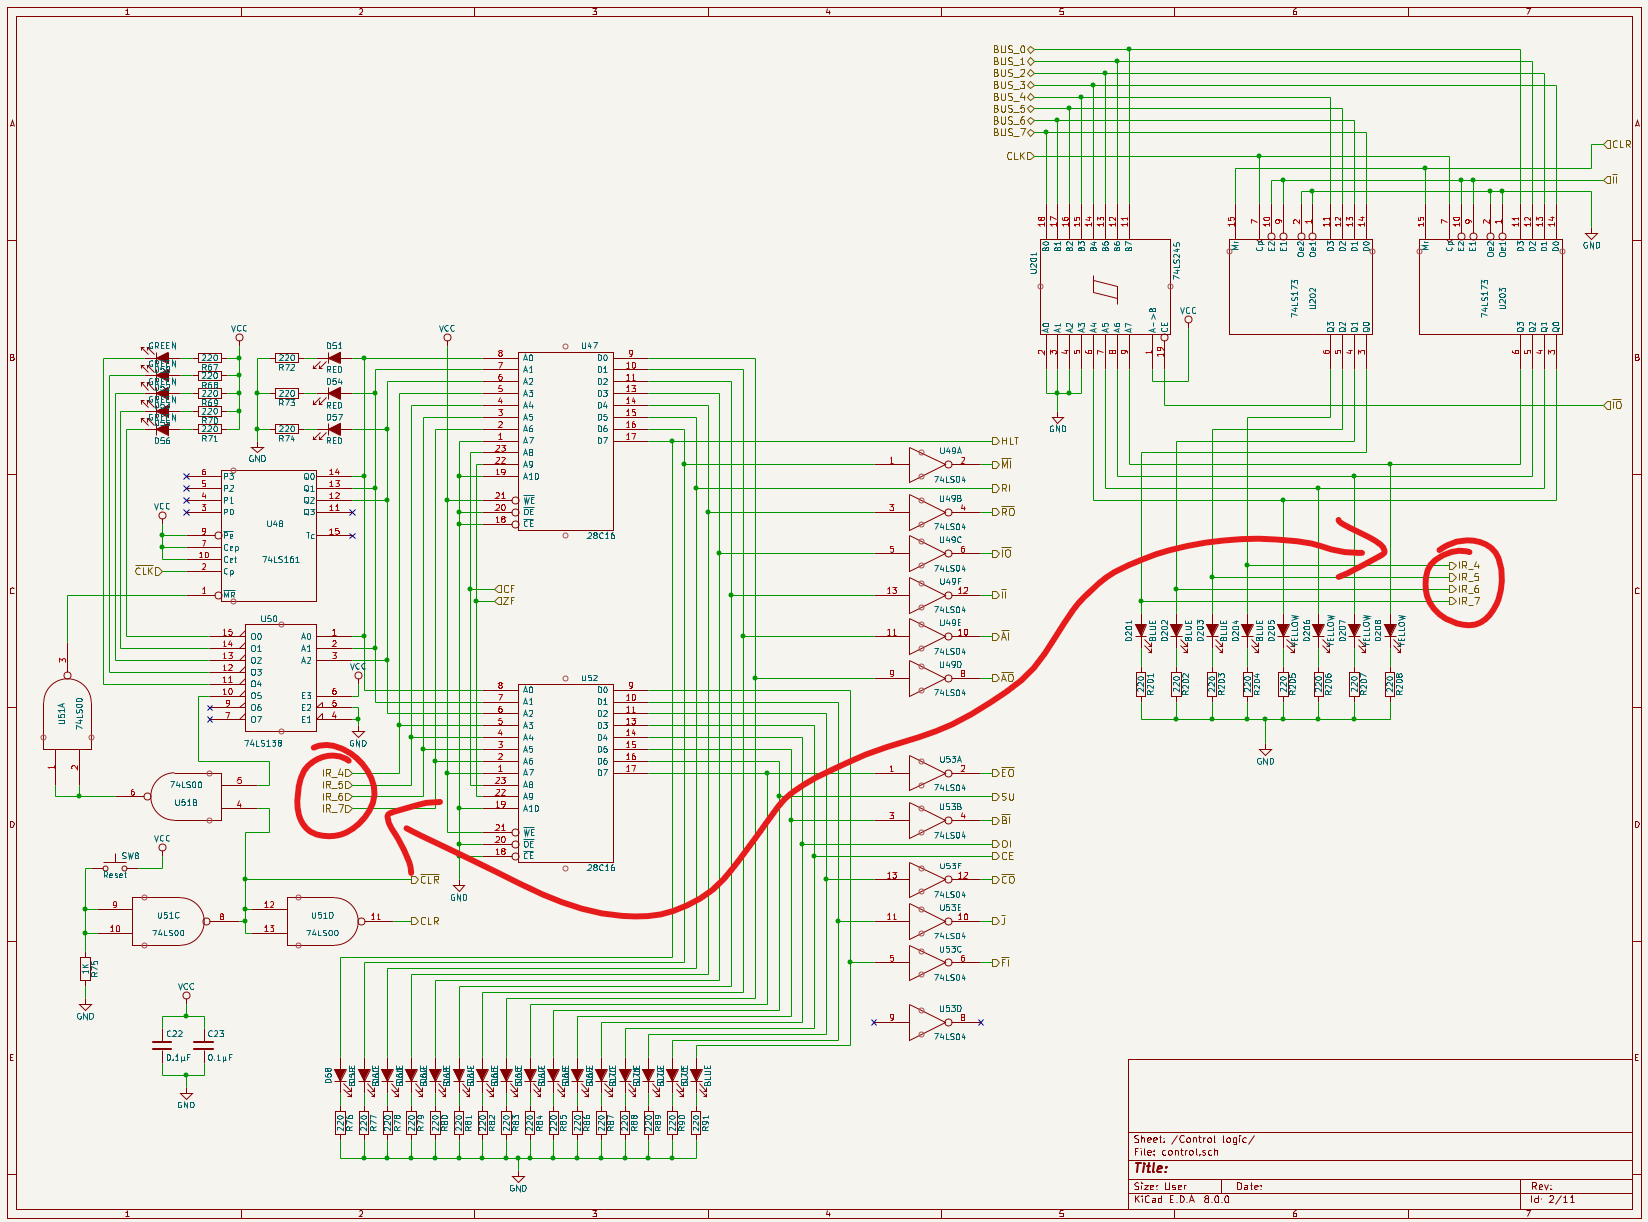 1 2 3 4 5 6 7
A
B
C
D
E
BUS_0
BUS_1
BUS_2
BUS_3
BUS_4
BUS_5
BUS_6
BUS_7
CLK
CLR
II
GND
18 17 16 15 14 13 12 11
B0 B1 B2 B3 B4 B5 B6 B7
U201
74LS245
A0 A1 A2 A3 A4 A5 A6 A7 A->B CE
2 3 4 5 6 7 8 9 1 19
VCC
GND
15 7 10 9 2 1 11 12 13 14
Mr Cp E2 E1 Oe2 Oe1 D3 D2 D1 D0
74LS173
U202
Q3 Q2 Q1 Q0
6 5 4 3
15 7 10 9 2 1 11 12 13 14
Mr Cp E2 E1 Oe2 Oe1 D3 D2 D1 D0
74LS173
U203
Q3 Q2 Q1 Q0
6 5 4 3
IO
IR_4
IR_5
IR_6
IR_7
D201 D202 D203 D204 D205 D206 D207 D208
BLUE BLUE BLUE BLUE YELLOW YELLOW YELLOW YELLOW
220 220 220 220 220 220 220 220
R201 R202 R203 R204 R205 R206 R207 R208
GND
VCC
GREEN
GREEN
GREEN
GREEN
GREEN
D56
220 R67
220 R68
220 R69
220 R70
220 R71
220 R72
220 R73
220 R74
D51 RED
D54 RED
D57 RED
GND
VCC
6 P3 Q0 14
5 P2 Q1 13
4 P1 Q2 12
3 P0 Q3 11
U48
9 Pe Tc 15
7 Cep
10 Cet
74LS161
2 Cp
CLK
1 MR
U50
15 O0 A0 1
14 O1 A1 2
13 O2 A2 3
12 O3
11 O4
10 O5 E3 6
9 O6 E2 5
7 O7 E1 4
74LS138
VCC
GND
3
U51A
74LS00
1 2
74LS00
U51B
6 5 4
IR_4
IR_5
IR_6
IR_7
VCC
SW8
Reset
9 10
U51C
74LS00
8
12 13
U51D
74LS00
11
CLR
CLR
1K R75
GND
VCC
C22
0.1µF
C23
0.1µF
GND
VCC
U47
8 A0 D0 9
7 A1 D1 10
6 A2 D2 11
5 A3 D3 13
4 A4 D4 14
3 A5 D5 15
2 A6 D6 16
1 A7 D7 17
23 A8
22 A9
19 A10
21 WE
20 OE
18 CE
28C16
CF
ZF
U52
8 A0 D0 9
7 A1 D1 10
6 A2 D2 11
5 A3 D3 13
4 A4 D4 14
3 A5 D5 15
2 A6 D6 16
1 A7 D7 17
23 A8
22 A9
19 A10
21 WE
20 OE
18 CE
28C16
GND
HLT
1 U49A 2 MI
74LS04
RI
3 U49B 4 RO
74LS04
5 U49C 6 IO
74LS04
13 U49F 12 II
74LS04
11 U49E 10 AI
74LS04
9 U49D 8 AO
74LS04
1 U53A 2 EO
74LS04
SU
3 U53B 4 BI
74LS04
OI
CE
13 U53F 12 CO
74LS04
11 U53E 10 J
74LS04
5 U53C 6 FI
74LS04
9 U53D 8
74LS04
D58
BLUE
220 220 220 220 220 220 220 220 220 220 220 220 220 220 220 220
R76 R77 R78 R79 R80 R81 R82 R83 R84 R85 R86 R87 R88 R89 R90 R91
GND
Sheet: /Control logic/
File: control.sch
Title:
Size: User Date: Rev:
KiCad E.D.A 8.0.0 Id: 2/11
1 2 3 4 5 6 7